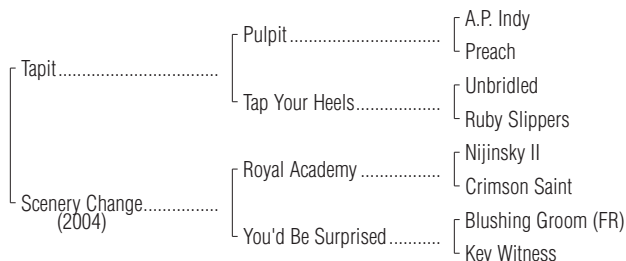 A.P. Indy
Pulpit................................
Preach
Tapit..................................
Unbridled
Tap Your Heels..................
Ruby Slippers
Nijinsky II
Royal Academy .................
Crimson Saint
Scenery Change................
(2004)
Blushing Groom (FR)
You'd Be Surprised...........
Key Witness